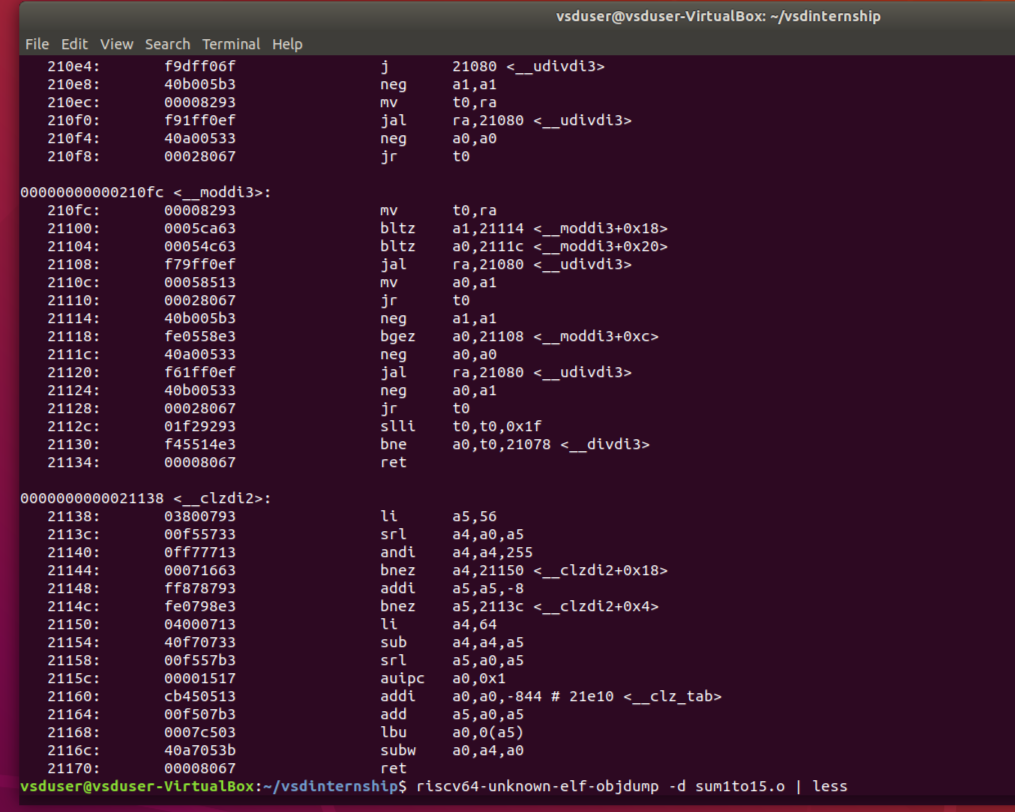 vsduser@vsduser-VirtualBox: ~/vsdinternship
File Edit View Search Terminal Help
210e4: f9dff06f j 21080 <__udivdi3>
210e8: 40b005b3 neg a1,a1
210ec: 00008293 mv t0,ra
210f0: f91ff0ef jal ra,21080 <__udivdi3>
210f4: 40a00533 neg a0,a0
210f8: 00028067 jr t0
00000000000210fc <__moddi3>:
210fc: 00008293 mv t0,ra
21100: 0005ca63 bltz a1,21114 <__moddi3+0x18>
21104: 00054c63 bltz a0,2111c <__moddi3+0x20>
21108: f79ff0ef jal ra,21080 <__udivdi3>
2110c: 00058513 mv a0,a1
21110: 00028067 jr t0
21114: 40b005b3 neg a1,a1
21118: fe0558e3 bgez a0,21108 <__moddi3+0xc>
2111c: 40a00533 neg a0,a0
21120: f61ff0ef jal ra,21080 <__udivdi3>
21124: 40b00533 neg a0,a1
21128: 00028067 jr t0
2112c: 01f29293 slli t0,t0,0x1f
21130: f45514e3 bne a0,t0,21078 <__divdi3>
21134: 00008067 ret
0000000000021138 <__clzdi2>:
21138: 03800793 li a5,56
2113c: 00f55733 srl a4,a0,a5
21140: 0ff77713 andi a4,a4,255
21144: 00071663 bnez a4,21150 <__clzdi2+0x18>
21148: ff878793 addi a5,a5,-8
2114c: fe0798e3 bnez a5,2113c <__clzdi2+0x4>
21150: 04000713 li a4,64
21154: 40f70733 sub a4,a4,a5
21158: 00f557b3 srl a5,a0,a5
2115c: 00001517 auipc a0,0x1
21160: cb450513 addi a0,a0,-844 # 21e10 <__clz_tab>
21164: 00f507b3 add a5,a0,a5
21168: 0007c503 lbu a0,0(a5)
2116c: 40a7053b subw a0,a4,a0
21170: 00008067 ret
vsduser@vsduser-VirtualBox:~/vsdinternship$ riscv64-unknown-elf-objdump -d sum1to15.o | less